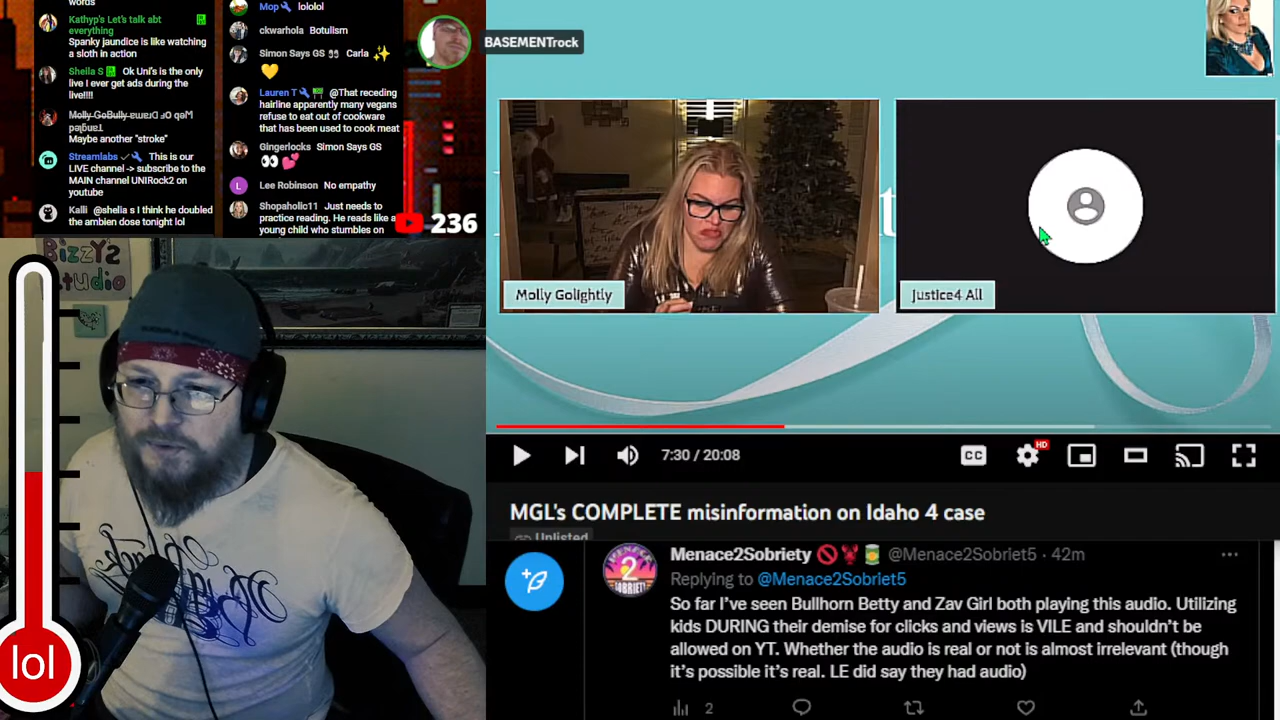 words
Kathyp's Let's talk abt
everything
Spanky jaundice is like watching
a sloth in action
Sheila S Ok Uni's is the only
live I ever get ads during the
live!!!!
Molly GoBully
Maybe another "stroke"
Streamlabs This is our
LIVE channel -> subscribe to the
MAIN channel UNIRock2 on
youtube
Kalli @shelia s I think he doubled
the ambien dose tonight lol
Mop lololol
ckwarhola Botulism
Simon Says GS Carla
Lauren T @That receding
hairline apparently many vegans
refuse to eat out of cookware
that has been used to cook meat
Gingerlocks Simon Says GS
L Lee Robinson No empathy
Shopaholic11 Just needs to
practice reading. He reads like a
young child who stumbles on
236
BASEMENTrock
BizzYz
Studio
lol
Molly Golightly
Justice4 All
7:30 / 20:08
CC
HD
MGL's COMPLETE misinformation on Idaho 4 case
Unlisted
Menace2Sobriety @Menace2Sobriet5 · 42m
Replying to @Menace2Sobriet5
So far I've seen Bullhorn Betty and Zav Girl both playing this audio. Utilizing
kids DURING their demise for clicks and views is VILE and shouldn't be
allowed on YT. Whether the audio is real or not is almost irrelevant (though
it's possible it's real. LE did say they had audio)
2